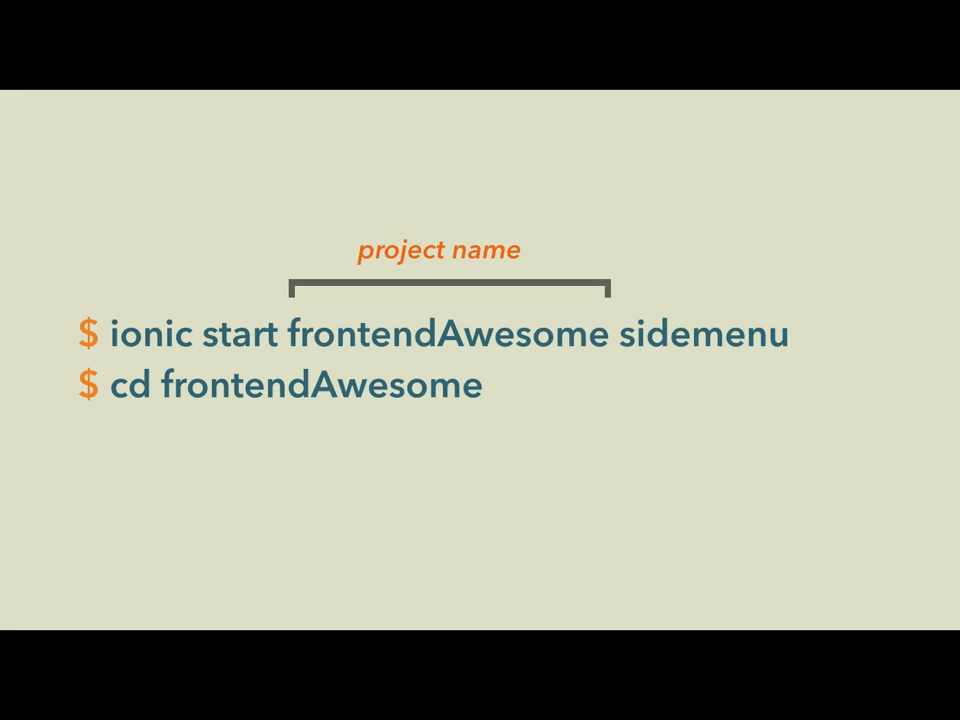 project name
$ ionic start frontendAwesome sidemenu
$ cd frontendAwesome